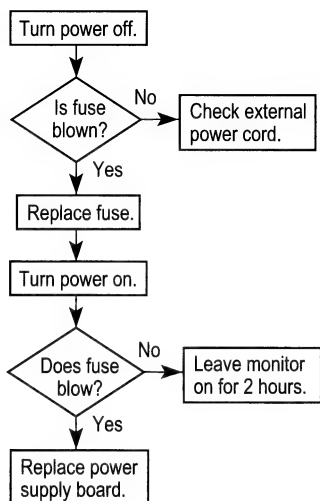 Turn power off.
Is fuse
blown?
No
Check external
power cord.
Yes
Replace fuse.
Turn power on.
Does fuse
blow?
No
Leave monitor
on for 2 hours.
Yes
Replace power
supply board.